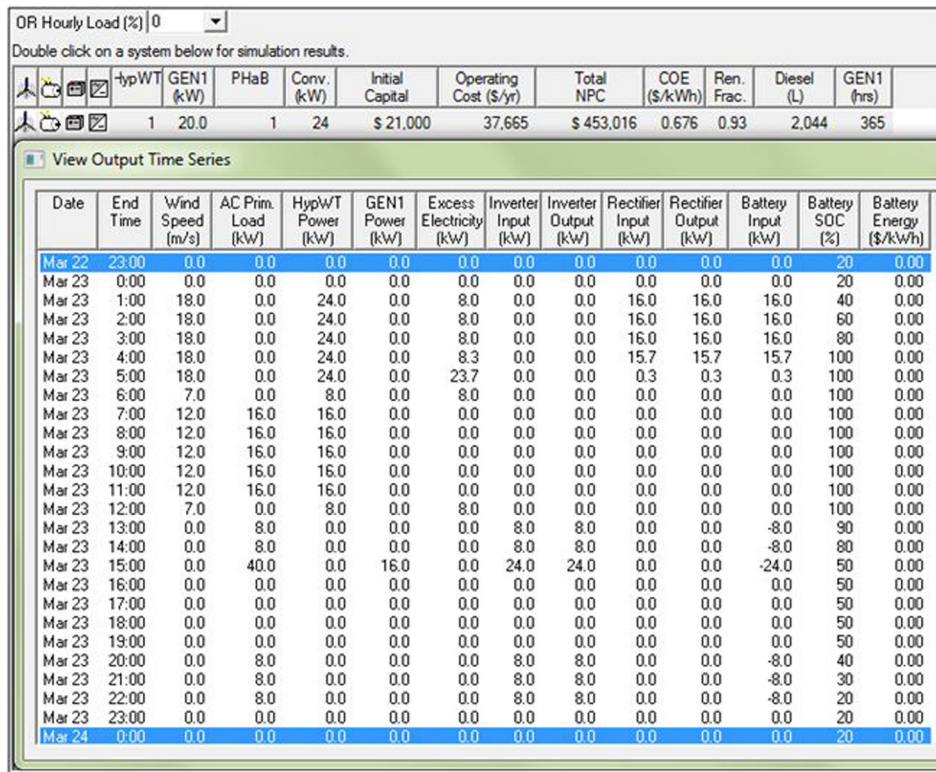 OR Hourly Load (%) 0
Double click on a system below for simulation results.
HypWT GEN1 PHaB Conv. Initial Operating Total COE Ren. Diesel GEN1
(kW) (kW) Capital Cost ($/yr) NPC ($/kWh) Frac. (L) (hrs)
1 20.0 1 24 $ 21,000 37,665 $ 453,016 0.676 0.93 2,044 365
View Output Time Series
Date End Wind AC Prim. HypWT GEN1 Excess Inverter Inverter Rectifier Rectifier Battery Battery Battery
Time Speed Load Power Power Electricity Input Output Input Output Input SOC Energy
(m/s) (kW) (kW) (kW) (kW) (kW) (kW) (kW) (kW) (kW) (%) ($/kWh)
Mar 22 23:00 0.0 0.0 0.0 0.0 0.0 0.0 0.0 0.0 0.0 0.0 20 0.00
Mar 23 0:00 0.0 0.0 0.0 0.0 0.0 0.0 0.0 0.0 0.0 0.0 20 0.00
Mar 23 1:00 18.0 0.0 24.0 0.0 8.0 0.0 0.0 16.0 16.0 16.0 40 0.00
Mar 23 2:00 18.0 0.0 24.0 0.0 8.0 0.0 0.0 16.0 16.0 16.0 60 0.00
Mar 23 3:00 18.0 0.0 24.0 0.0 8.0 0.0 0.0 16.0 16.0 16.0 80 0.00
Mar 23 4:00 18.0 0.0 24.0 0.0 8.3 0.0 0.0 15.7 15.7 15.7 100 0.00
Mar 23 5:00 18.0 0.0 24.0 0.0 23.7 0.0 0.0 0.3 0.3 0.3 100 0.00
Mar 23 6:00 7.0 0.0 8.0 0.0 8.0 0.0 0.0 0.0 0.0 0.0 100 0.00
Mar 23 7:00 12.0 16.0 16.0 0.0 0.0 0.0 0.0 0.0 0.0 0.0 100 0.00
Mar 23 8:00 12.0 16.0 16.0 0.0 0.0 0.0 0.0 0.0 0.0 0.0 100 0.00
Mar 23 9:00 12.0 16.0 16.0 0.0 0.0 0.0 0.0 0.0 0.0 0.0 100 0.00
Mar 23 10:00 12.0 16.0 16.0 0.0 0.0 0.0 0.0 0.0 0.0 0.0 100 0.00
Mar 23 11:00 12.0 16.0 16.0 0.0 0.0 0.0 0.0 0.0 0.0 0.0 100 0.00
Mar 23 12:00 7.0 0.0 8.0 0.0 8.0 0.0 0.0 0.0 0.0 0.0 100 0.00
Mar 23 13:00 0.0 8.0 0.0 0.0 0.0 8.0 8.0 0.0 0.0 -8.0 90 0.00
Mar 23 14:00 0.0 8.0 0.0 0.0 0.0 8.0 8.0 0.0 0.0 -8.0 80 0.00
Mar 23 15:00 0.0 40.0 0.0 16.0 0.0 24.0 24.0 0.0 0.0 -24.0 50 0.00
Mar 23 16:00 0.0 0.0 0.0 0.0 0.0 0.0 0.0 0.0 0.0 0.0 50 0.00
Mar 23 17:00 0.0 0.0 0.0 0.0 0.0 0.0 0.0 0.0 0.0 0.0 50 0.00
Mar 23 18:00 0.0 0.0 0.0 0.0 0.0 0.0 0.0 0.0 0.0 0.0 50 0.00
Mar 23 19:00 0.0 0.0 0.0 0.0 0.0 0.0 0.0 0.0 0.0 0.0 50 0.00
Mar 23 20:00 0.0 8.0 0.0 0.0 0.0 8.0 8.0 0.0 0.0 -8.0 40 0.00
Mar 23 21:00 0.0 8.0 0.0 0.0 0.0 8.0 8.0 0.0 0.0 -8.0 30 0.00
Mar 23 22:00 0.0 8.0 0.0 0.0 0.0 8.0 8.0 0.0 0.0 -8.0 20 0.00
Mar 23 23:00 0.0 0.0 0.0 0.0 0.0 0.0 0.0 0.0 0.0 0.0 20 0.00
Mar 24 0:00 0.0 0.0 0.0 0.0 0.0 0.0 0.0 0.0 0.0 0.0 20 0.00